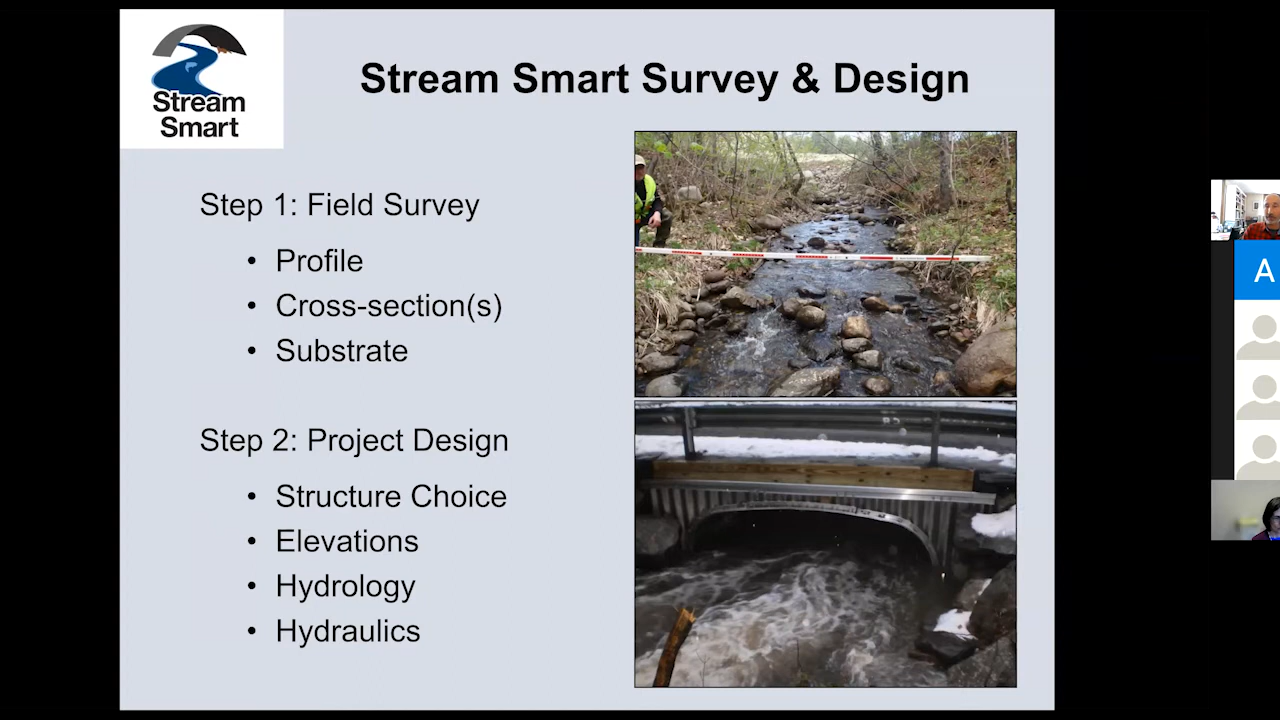 Stream
Smart
Stream Smart Survey & Design
Step 1: Field Survey
• Profile
• Cross-section(s)
• Substrate
Step 2: Project Design
• Structure Choice
• Elevations
• Hydrology
• Hydraulics
A